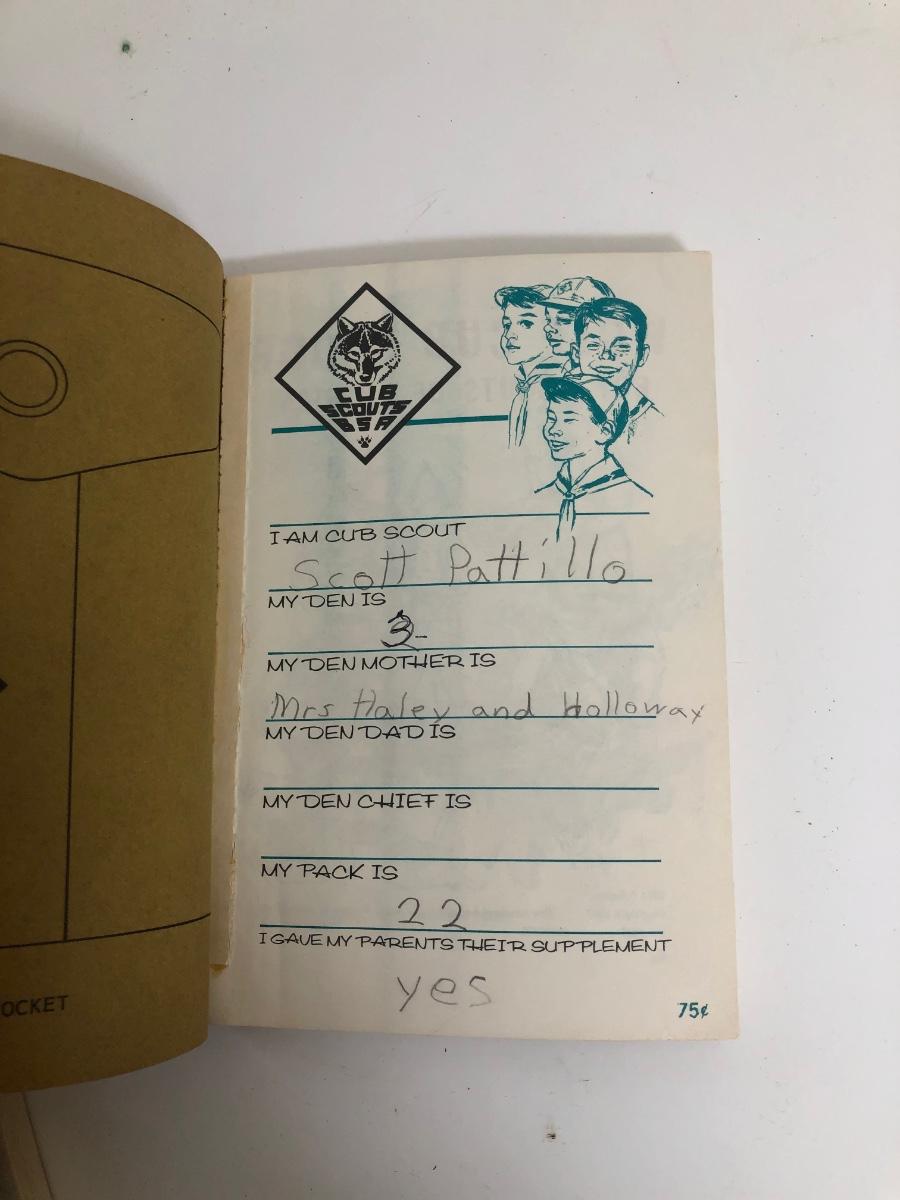 CUB
SCOUTS
BSA
I AM CUB SCOUT
Scott Pattillo
MY DEN IS
3
MY DEN MOTHER IS
Mrs Haley and Holloway
MY DEN DAD IS
MY DEN CHIEF IS
MY PACK IS
22
I GAVE MY PARENTS THEIR SUPPLEMENT
yes
75¢
OCKET